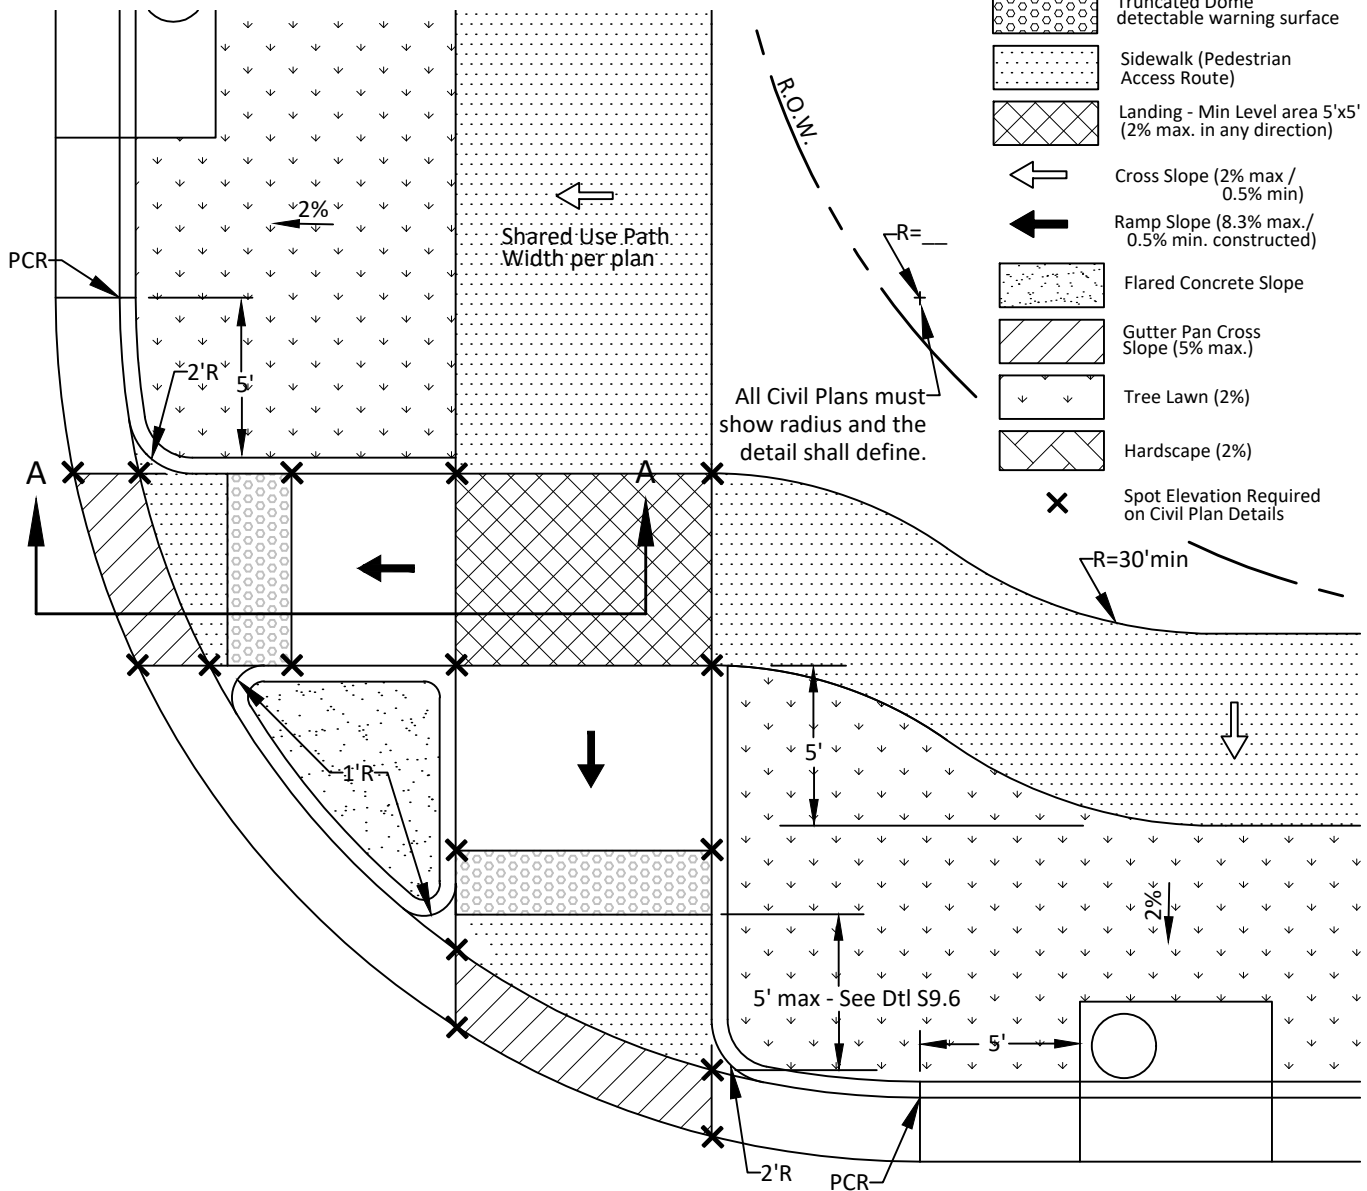 Truncated Dome
detectable warning surface
Sidewalk (Pedestrian
Access Route)
Landing - Min Level area 5'x5'
(2% max. in any direction)
Cross Slope (2% max /
0.5% min)
Ramp Slope (8.3% max./
0.5% min. constructed)
Flared Concrete Slope
Gutter Pan Cross
Slope (5% max.)
Tree Lawn (2%)
Hardscape (2%)
Spot Elevation Required
on Civil Plan Details
R.O.W.
2%
Shared Use Path
Width per plan
R=__
PCR
2'R
5'
All Civil Plans must
show radius and the
detail shall define.
A
A
R=30'min
5'
1'R
2%
5' max - See Dtl S9.6
5'
2'R
PCR